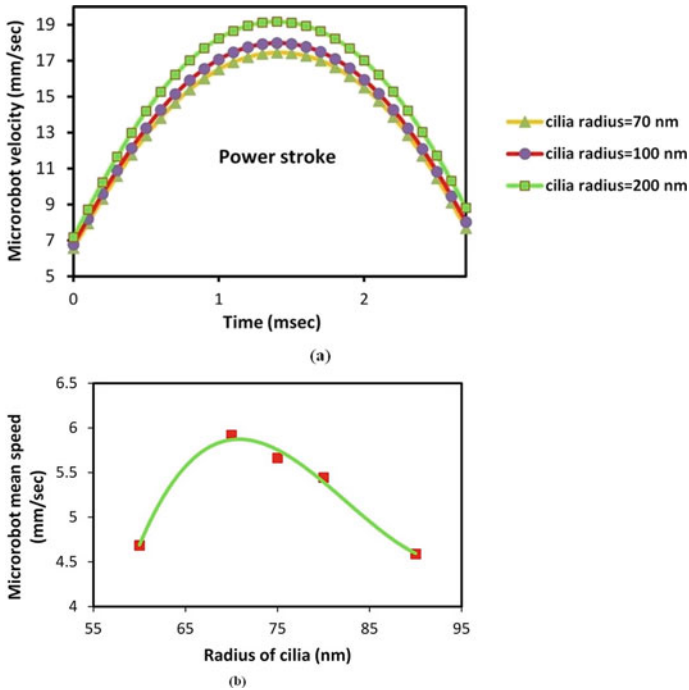 19
17
15
13
11
9
7
5
Microrobot velocity (mm/sec)
Power stroke
0
1
2
Time (msec)
cilia radius=70 nm
cilia radius=100 nm
cilia radius=200 nm
(a)
6.5
6
5.5
5
4.5
4
Microrobot mean speed
(mm/sec)
55
65
75
85
95
Radius of cilia (nm)
(b)